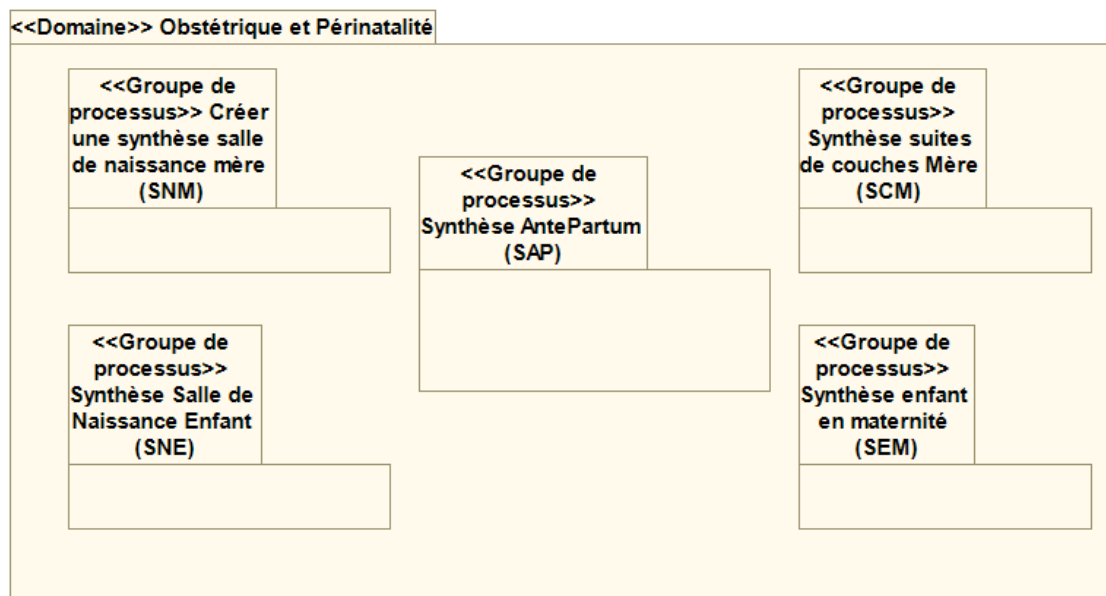 <<Domaine>> Obstétrique et Périnatalité
<<Groupe de
processus>> Créer
une synthèse salle
de naissance mère
(SNM)
<<Groupe de
processus>>
Synthèse AntePartum
(SAP)
<<Groupe de
processus>>
Synthèse suites
de couches Mère
(SCM)
<<Groupe de
processus>>
Synthèse Salle de
Naissance Enfant
(SNE)
<<Groupe de
processus>>
Synthèse enfant
en maternité
(SEM)